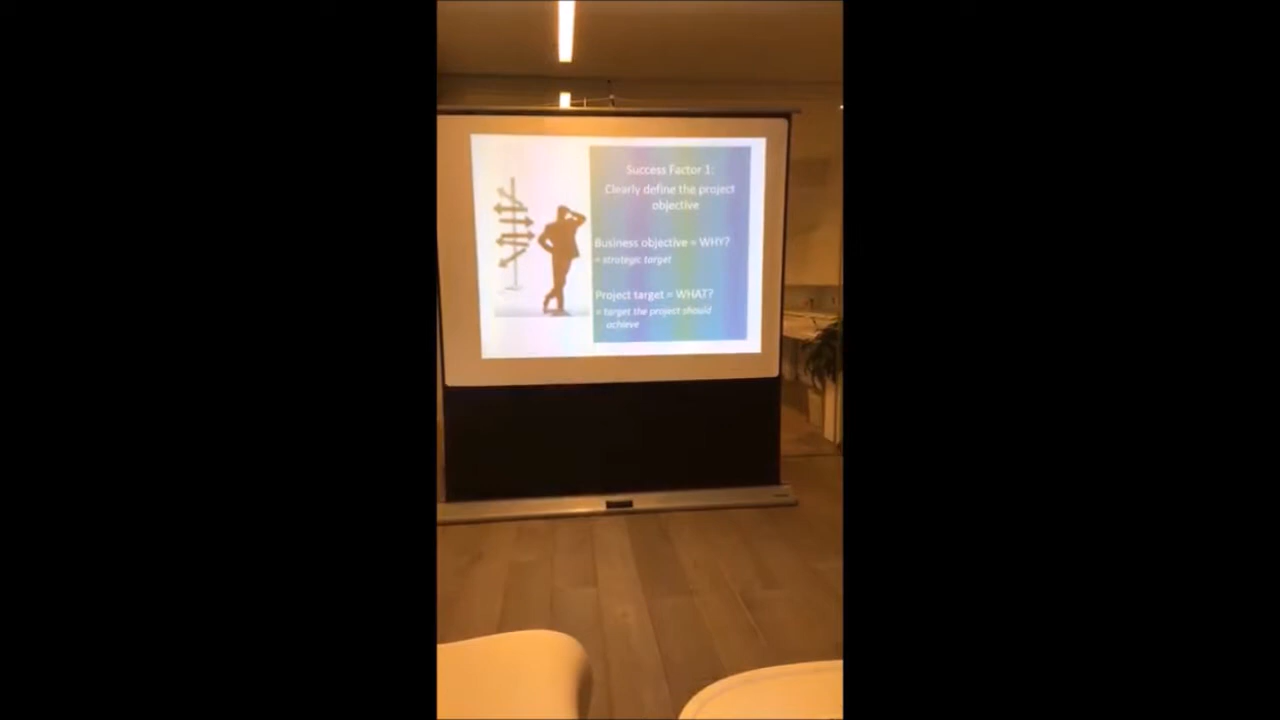 Success Factor 1:
Clearly define the project
objective
Business objective = WHY?
= strategic target
Project target = WHAT?
= target the project should
achieve